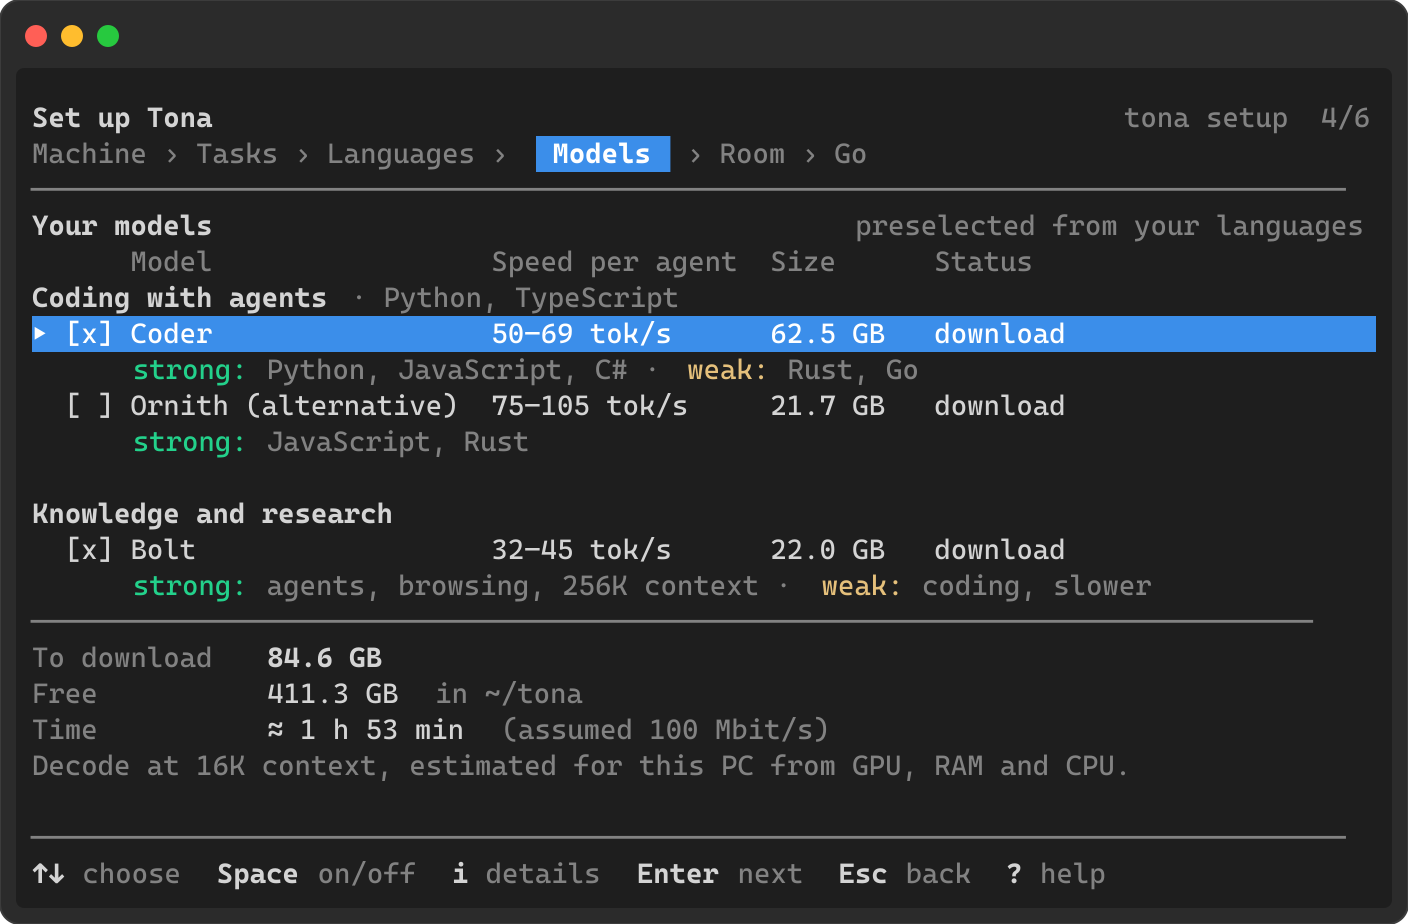 Set up Tona tona setup 4/6
Machine › Tasks › Languages › Models › Room › Go
Your models preselected from your languages
Model Speed per agent Size Status
Coding with agents · Python, TypeScript
▸ [x] Coder 50–69 tok/s 62.5 GB download
strong: Python, JavaScript, C# · weak: Rust, Go
[ ] Ornith (alternative) 75–105 tok/s 21.7 GB download
strong: JavaScript, Rust
Knowledge and research
[x] Bolt 32–45 tok/s 22.0 GB download
strong: agents, browsing, 256K context · weak: coding, slower
To download 84.6 GB
Free 411.3 GB in ~/tona
Time ≈ 1 h 53 min (assumed 100 Mbit/s)
Decode at 16K context, estimated for this PC from GPU, RAM and CPU.
↑↓ choose Space on/off i details Enter next Esc back ? help